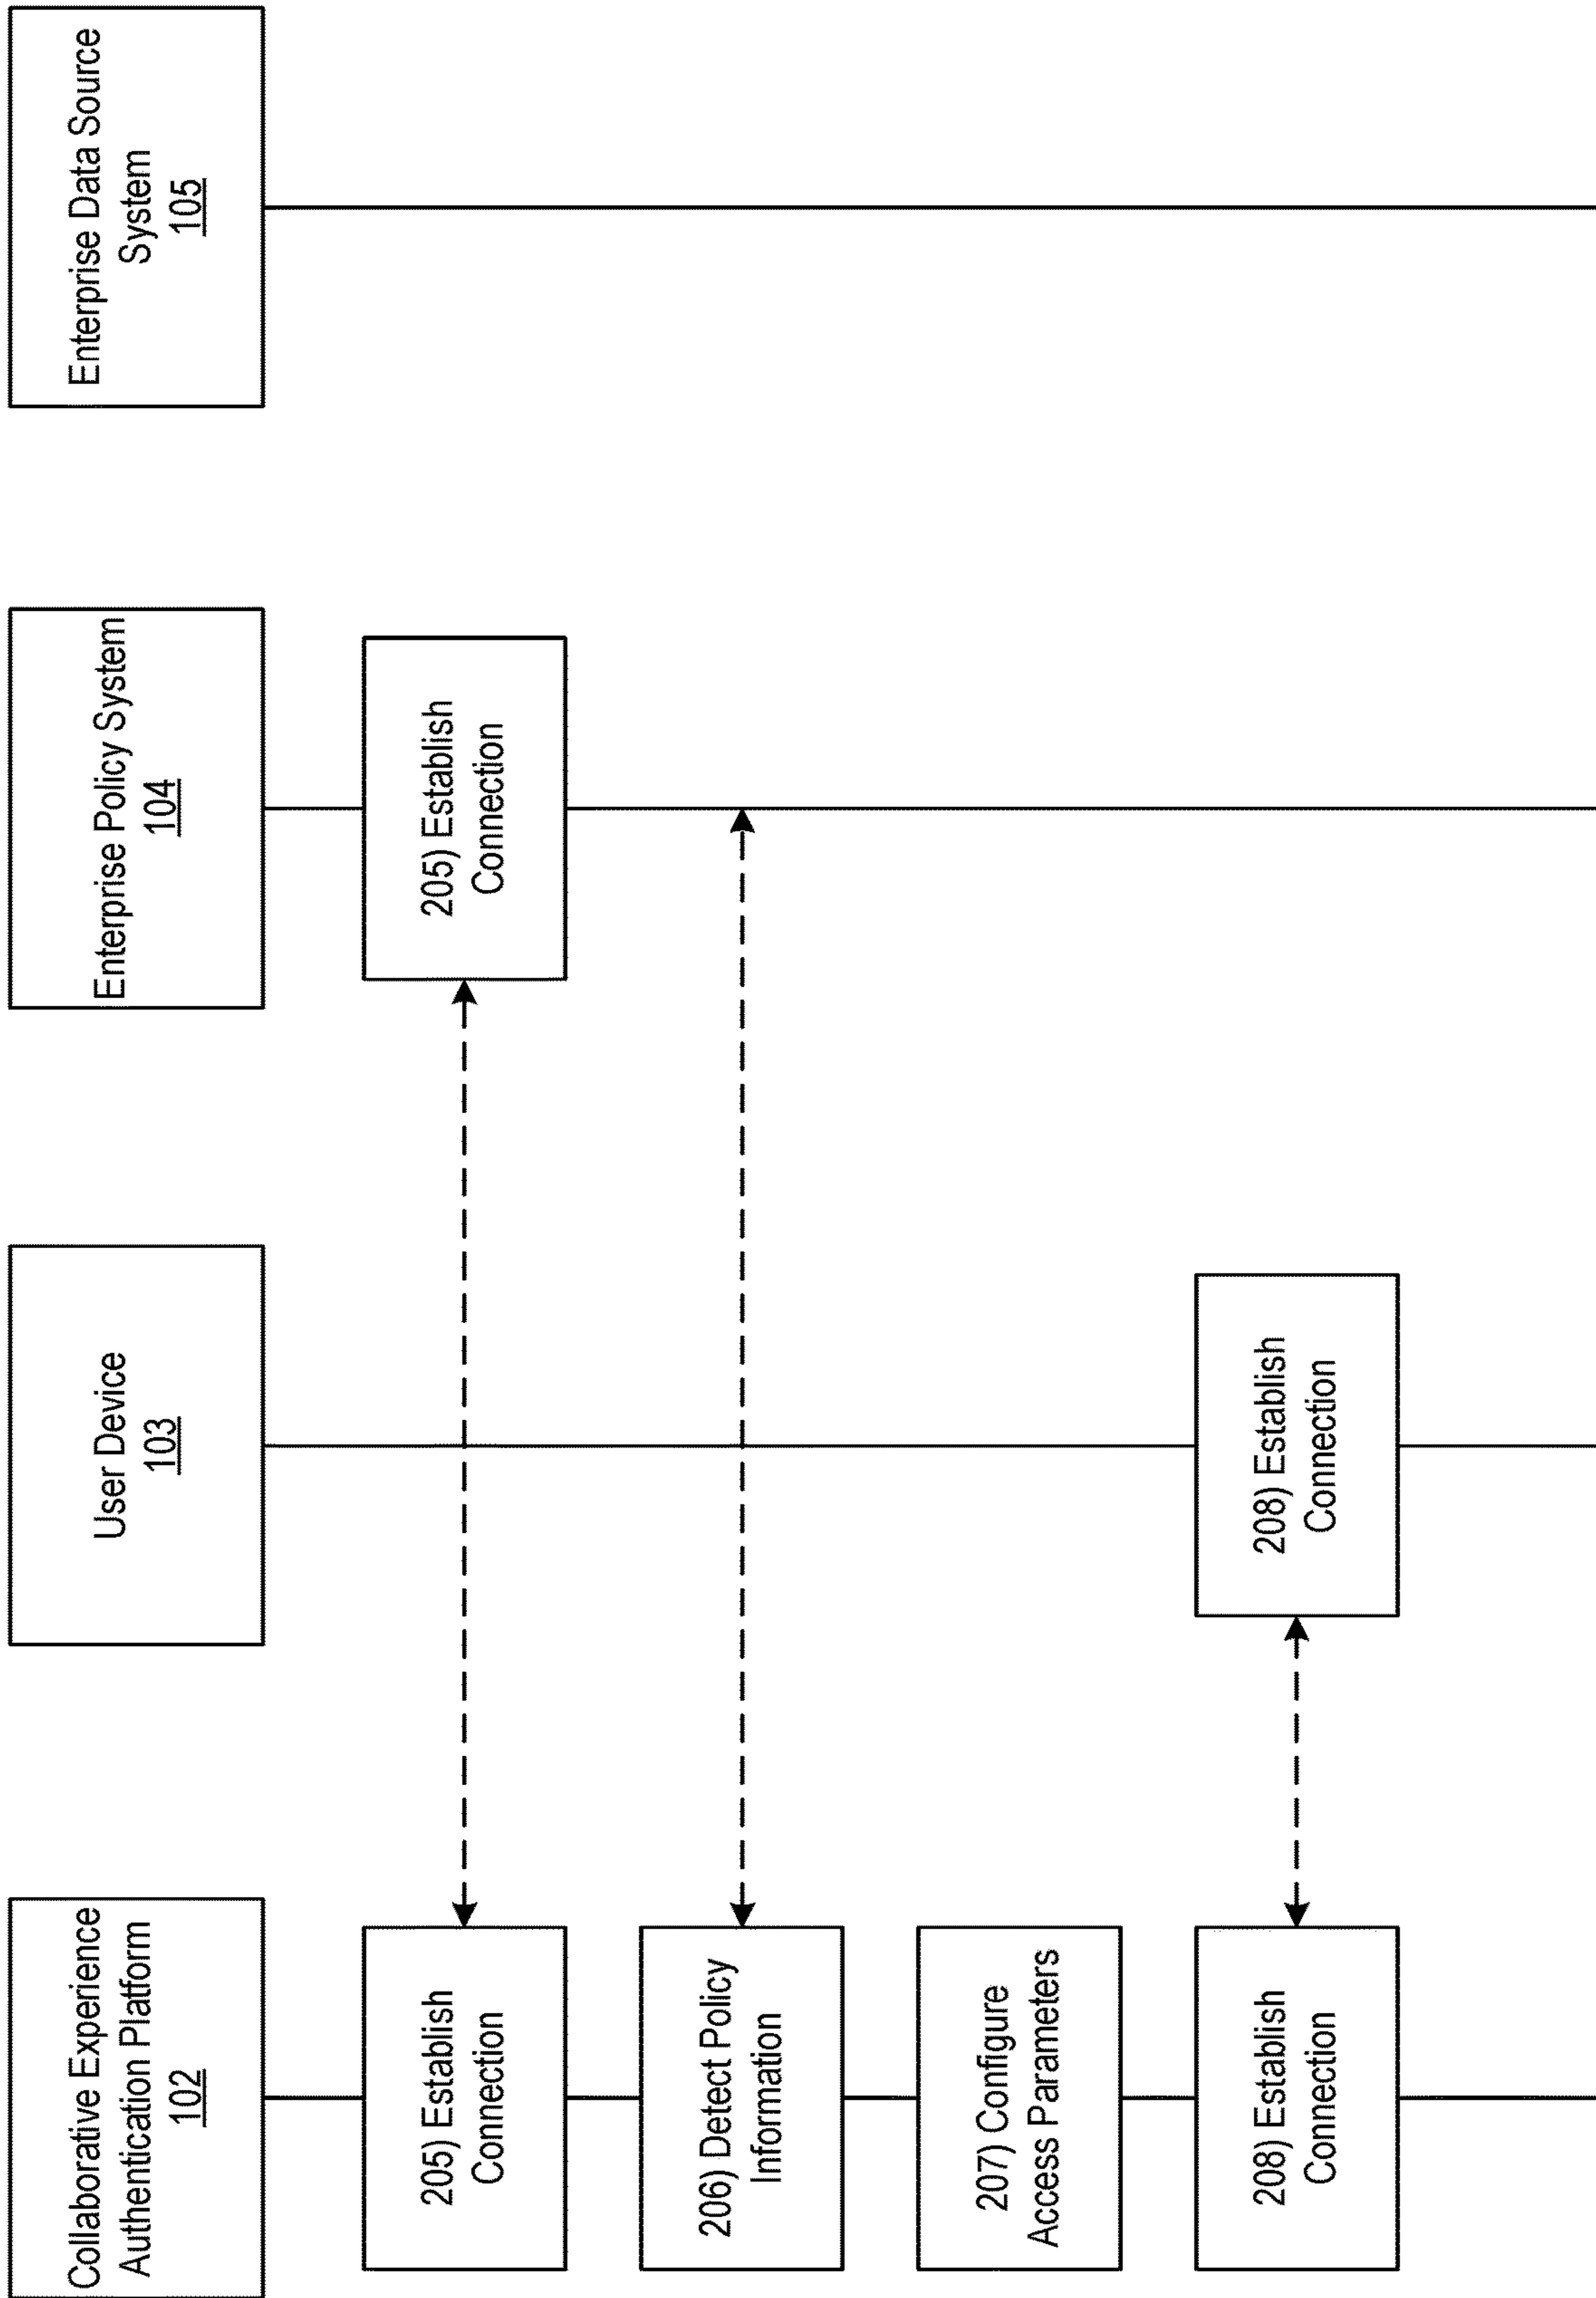 Collaborative Experience
Authentication Platform
102
User Device
103
Enterprise Policy System
104
Enterprise Data Source
System
105
205) Establish
Connection
205) Establish
Connection
206) Detect Policy
Information
207) Configure
Access Parameters
208) Establish
Connection
208) Establish
Connection